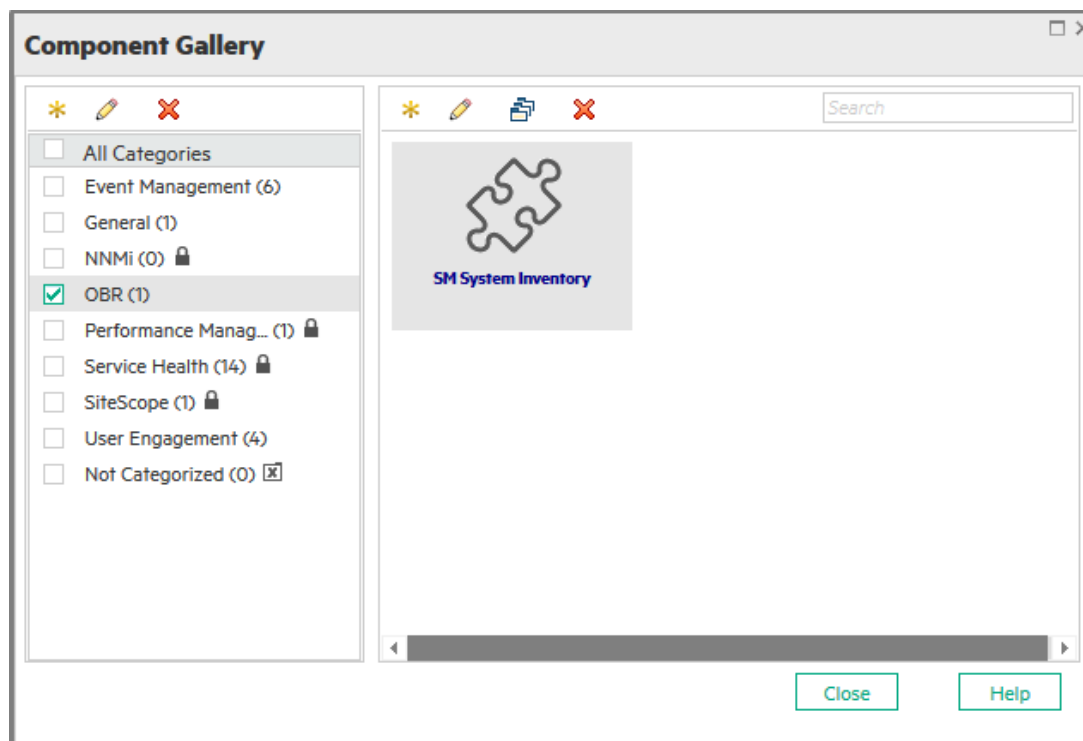 Component Gallery
Search
All Categories
Event Management (6)
General (1)
NNMi (0)
OBR (1)
Performance Manag... (1)
Service Health (14)
SiteScope (1)
User Engagement (4)
Not Categorized (0)
SM System Inventory
Close
Help